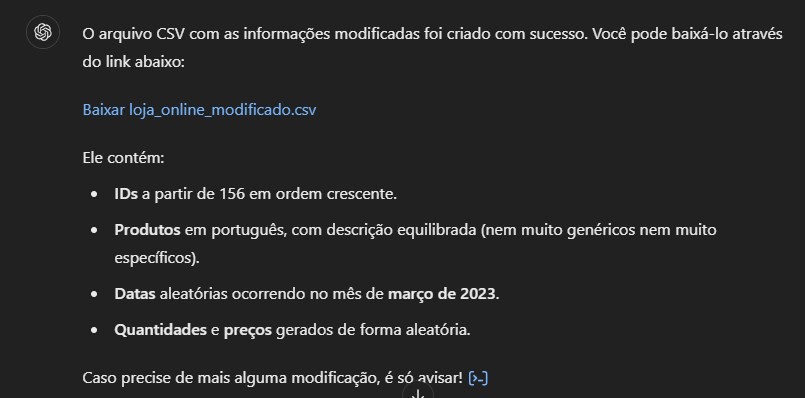 O arquivo CSV com as informações modificadas foi criado com sucesso. Você pode baixá-lo através
do link abaixo:
Baixar loja_online_modificado.csv
Ele contém:
• IDs a partir de 156 em ordem crescente.
• Produtos em português, com descrição equilibrada (nem muito genéricos nem muito
específicos).
• Datas aleatórias ocorrendo no mês de março de 2023.
• Quantidades e preços gerados de forma aleatória.
Caso precise de mais alguma modificação, é só avisar! [>-]